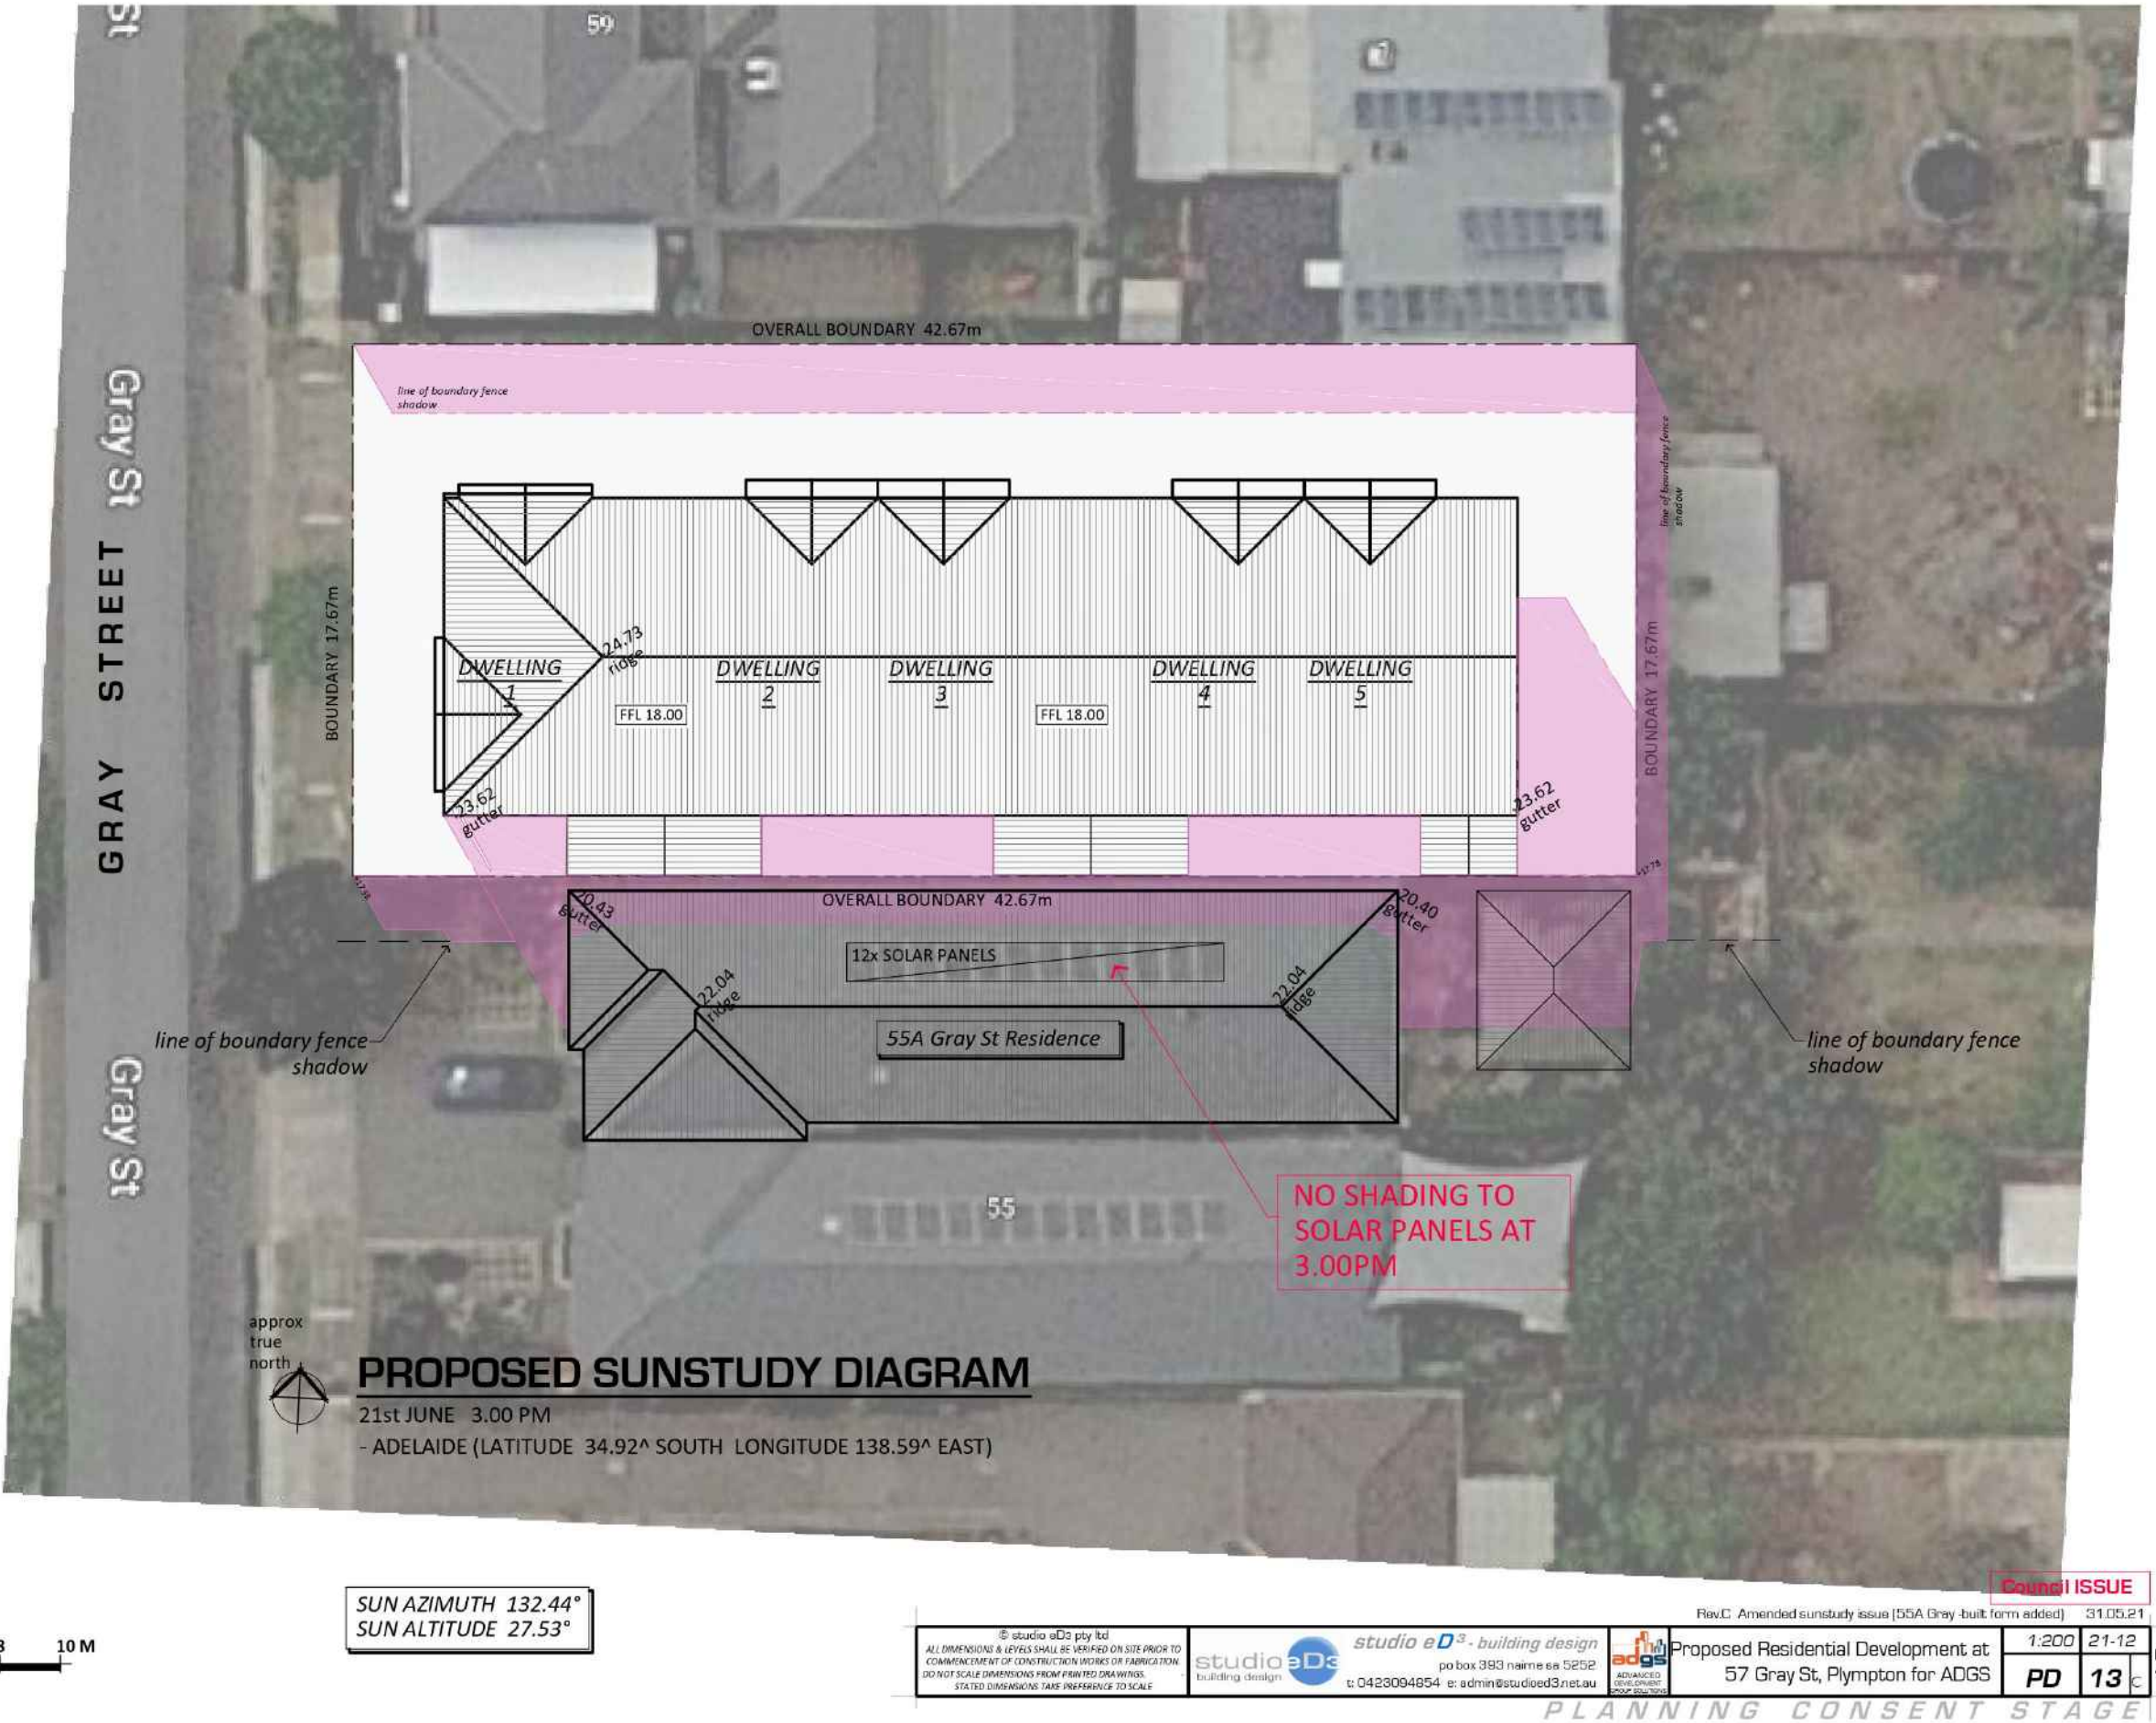 St
59
OVERALL BOUNDARY 42.67m
line of boundary fence
shadow
line of boundary fence
shadow
Gray St
GRAY STREET
BOUNDARY 17.67m
24.73
ridge
DWELLING
1
DWELLING
2
DWELLING
3
DWELLING
4
DWELLING
5
FFL 18.00
FFL 18.00
BOUNDARY 17.67m
23.62
gutter
23.62
gutter
+17.78
OVERALL BOUNDARY 42.67m
20.43
gutter
20.40
gutter
12x SOLAR PANELS
22.04
ridge
22.04
ridge
55A Gray St Residence
line of boundary fence
shadow
line of boundary fence
shadow
Gray St
55
NO SHADING TO
SOLAR PANELS AT
3.00PM
approx
true
north
PROPOSED SUNSTUDY DIAGRAM
21st JUNE 3.00 PM
- ADELAIDE (LATITUDE 34.92^ SOUTH LONGITUDE 138.59^ EAST)
SUN AZIMUTH 132.44°
SUN ALTITUDE 27.53°
10 M
Council ISSUE
Rev.C Amended sunstudy issue (55A Gray -built form added) 31.05.21
© studio eD3 pty ltd
ALL DIMENSIONS & LEVELS SHALL BE VERIFIED ON SITE PRIOR TO
COMMENCEMENT OF CONSTRUCTION WORKS OR FABRICATION.
DO NOT SCALE DIMENSIONS FROM PRINTED DRAWINGS.
STATED DIMENSIONS TAKE PREFERENCE TO SCALE
studio eD3
building design
studio eD3 - building design
po box 393 nairne sa 5252
t: 0423094854 e: admin@studioed3.net.au
adgs
ADVANCED
DEVELOPMENT
GROUP SOLUTIONS
Proposed Residential Development at
57 Gray St, Plympton for ADGS
1:200 21-12
PD 13 C
PLANNING CONSENT STAGE